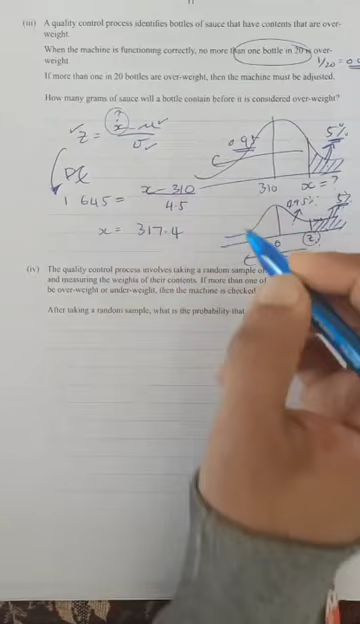 (iii) A quality control process identifies bottles of sauce that have contents that are over-
weight.
When the machine is functioning correctly, no more than one bottle in 20 is over-
weight
1/20 = 0.0
If more than one in 20 bottles are over-weight, then the machine must be adjusted.
How many grams of sauce will a bottle contain before it is considered over-weight?
z = x - μ
σ
?
0.95
5%
310
x = ?
1.645 = x - 310
4.5
x = 317.4
0.95%
5%
0
z
(iv) The quality control process involves taking a random sample of
and measuring the weights of their contents. If more than one of
be over-weight or under-weight, then the machine is checked
After taking a random sample, what is the probability that